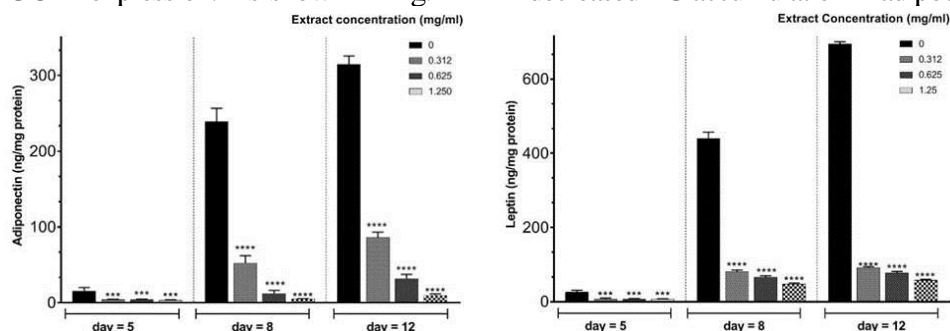 Extract concentration (mg/ml)
0
0.312
0.625
1.250
Adiponectin (ng/mg protein)
300
200
100
0
*** *** ***
**** **** ****
**** **** ****
day = 5 day = 8 day = 12
Extract Concentration (mg/ml)
0
0.312
0.625
1.25
Leptin (ng/mg protein)
600
400
200
0
*** *** ***
**** **** ****
**** **** ****
day = 5 day = 8 day = 12